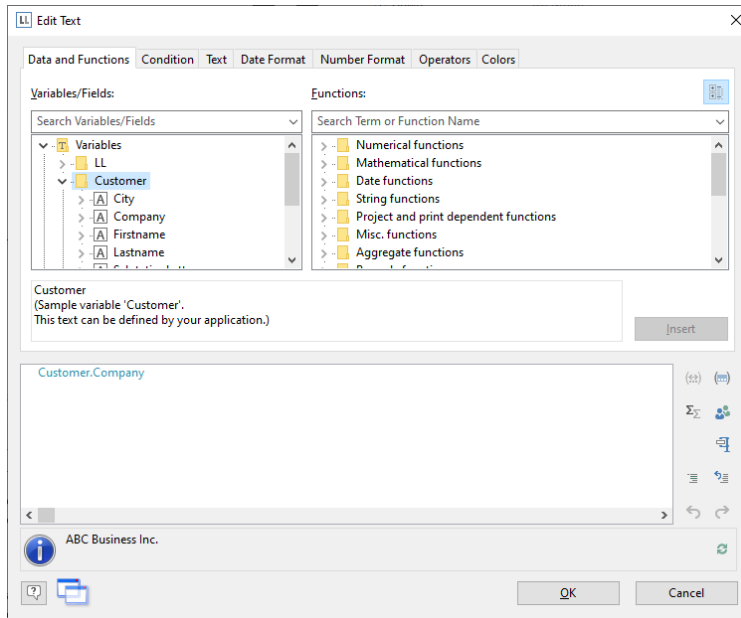 LL Edit Text
Data and Functions Condition Text Date Format Number Format Operators Colors
Variables/Fields:
Search Variables/Fields
T Variables
LL
Customer
A City
A Company
A Firstname
A Lastname
Functions:
Search Term or Function Name
Numerical functions
Mathematical functions
Date functions
String functions
Project and print dependent functions
Misc. functions
Aggregate functions
Customer
(Sample variable 'Customer'.
This text can be defined by your application.)
Insert
Customer.Company
ABC Business Inc.
OK Cancel